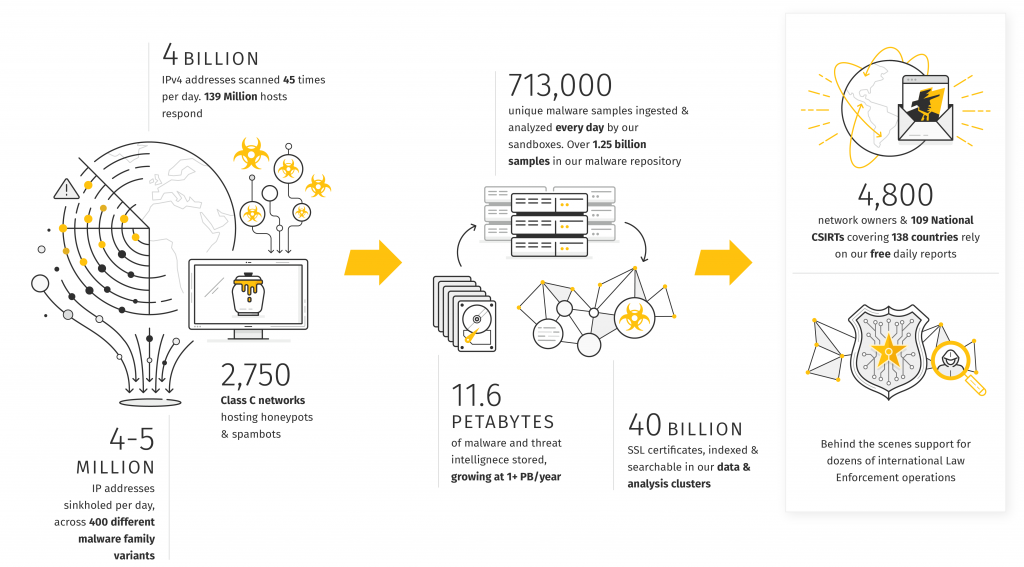 4 BILLION
IPv4 addresses scanned 45 times
per day. 139 Million hosts
respond
2,750
Class C networks
hosting honeypots
& spambots
4-5
MILLION
IP addresses
sinkholed per day,
across 400 different
malware family
variants
713,000
unique malware samples ingested &
analyzed every day by our
sandboxes. Over 1.25 billion
samples in our malware repository
11.6
PETABYTES
of malware and threat
intellignece stored,
growing at 1+ PB/year
40 BILLION
SSL certificates, indexed &
searchable in our data &
analysis clusters
4,800
network owners & 109 National
CSIRTs covering 138 countries rely
on our free daily reports
Behind the scenes support for
dozens of international Law
Enforcement operations